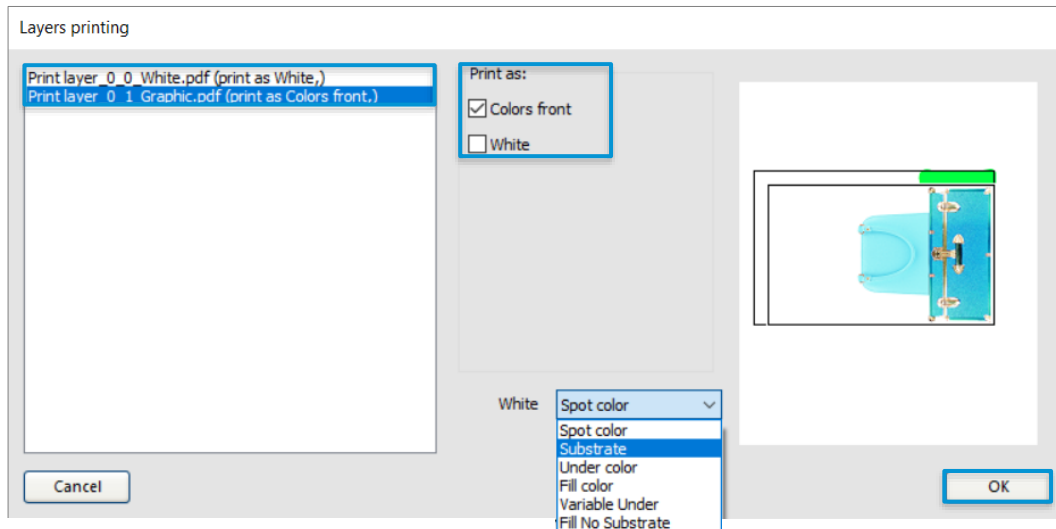 Layers printing
Print layer_0_0_White.pdf (print as White,)
Print layer_0_1_Graphic.pdf (print as Colors front,)
Print as:
Colors front
White
White
Spot color
Spot color
Substrate
Under color
Fill color
Variable Under
Fill No Substrate
Cancel
OK